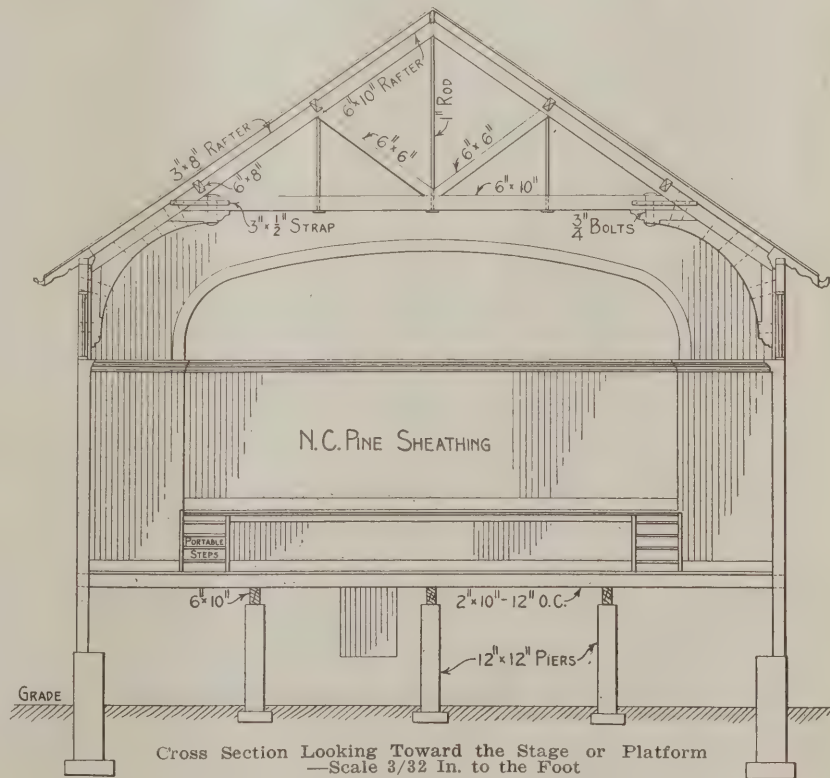 6"x10" RAFTER
1" ROD
3"x8" RAFTER
6"x6"
6"x6"
6"x8"
6"x10"
3"x1/2" STRAP
3/4" BOLTS
N.C. PINE SHEATHING
PORTABLE
STEPS
6"x10"
2"x10"-12" O.C.
12"x12" PIERS
GRADE
Cross Section Looking Toward the Stage or Platform
—Scale 3/32 In. to the Foot